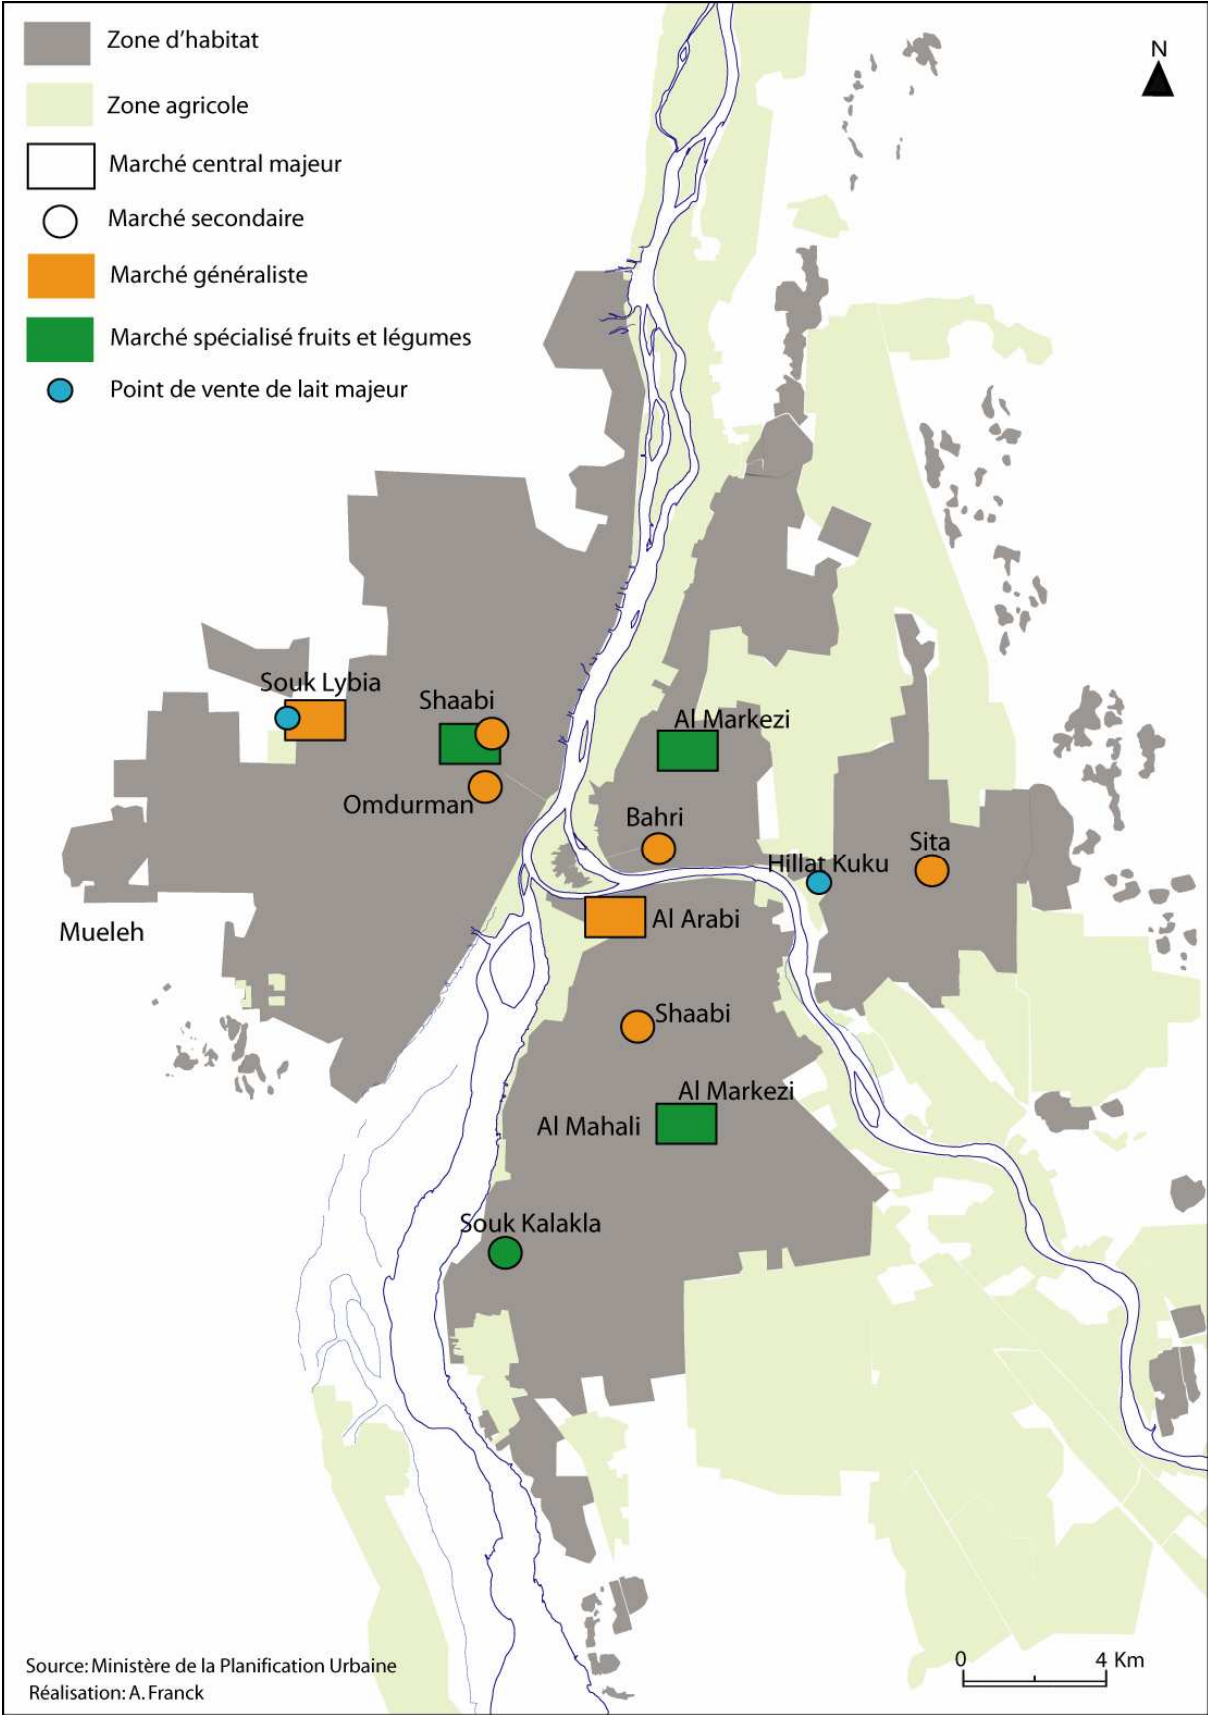 Zone d'habitat
Zone agricole
Marché central majeur
Marché secondaire
Marché généraliste
Marché spécialisé fruits et légumes
Point de vente de lait majeur
N
Souk Lybia
Shaabi
Al Markezi
Omdurman
Bahri
Sita
Hillat Kuku
Al Arabi
Mueleh
Shaabi
Al Markezi
Al Mahali
Souk Kalakla
0 4 Km
Source: Ministère de la Planification Urbaine
Réalisation: A. Franck